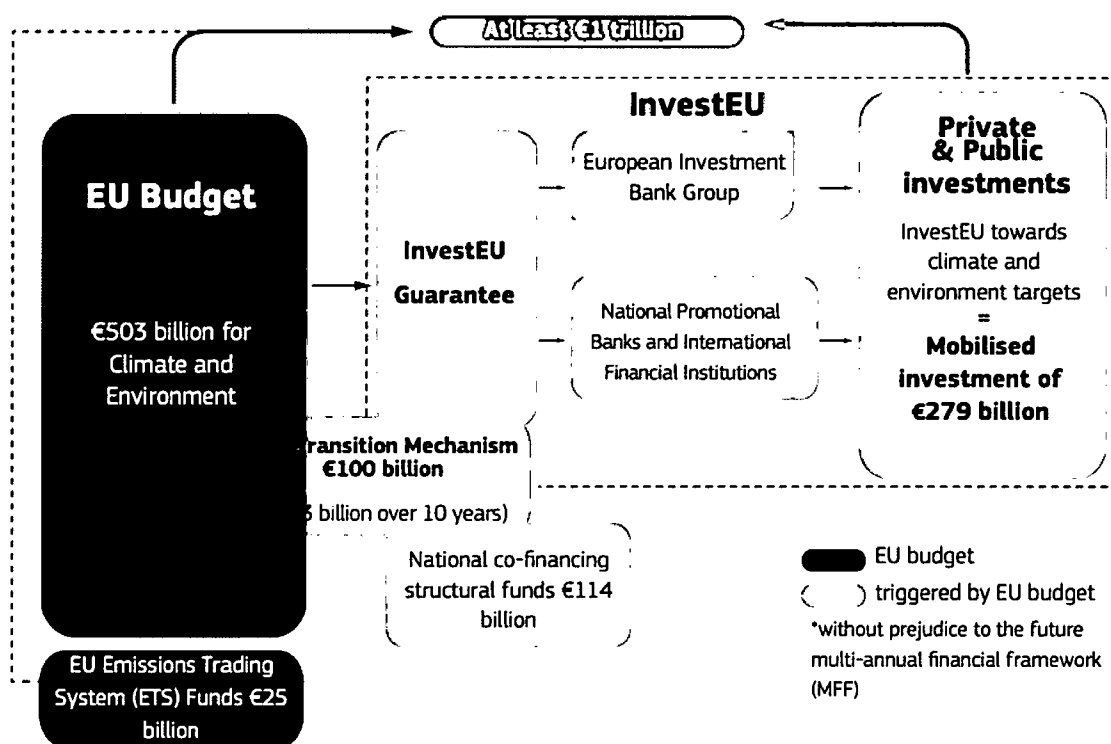 At least €1 trillion
EU Budget
€503 billion for
Climate and
Environment
EU Emissions Trading
System (ETS) Funds €25
billion
InvestEU
InvestEU
Guarantee
European Investment
Bank Group
National Promotional
Banks and International
Financial Institutions
Private
& Public
investments
InvestEU towards
climate and
environment targets
=
Mobilised
investment of
€279 billion
Mechanism
€100 billion
billion over 10 years)
National co-financing
structural funds €114
billion
EU budget
triggered by EU budget
*without prejudice to the future
multi-annual financial framework
(MFF)